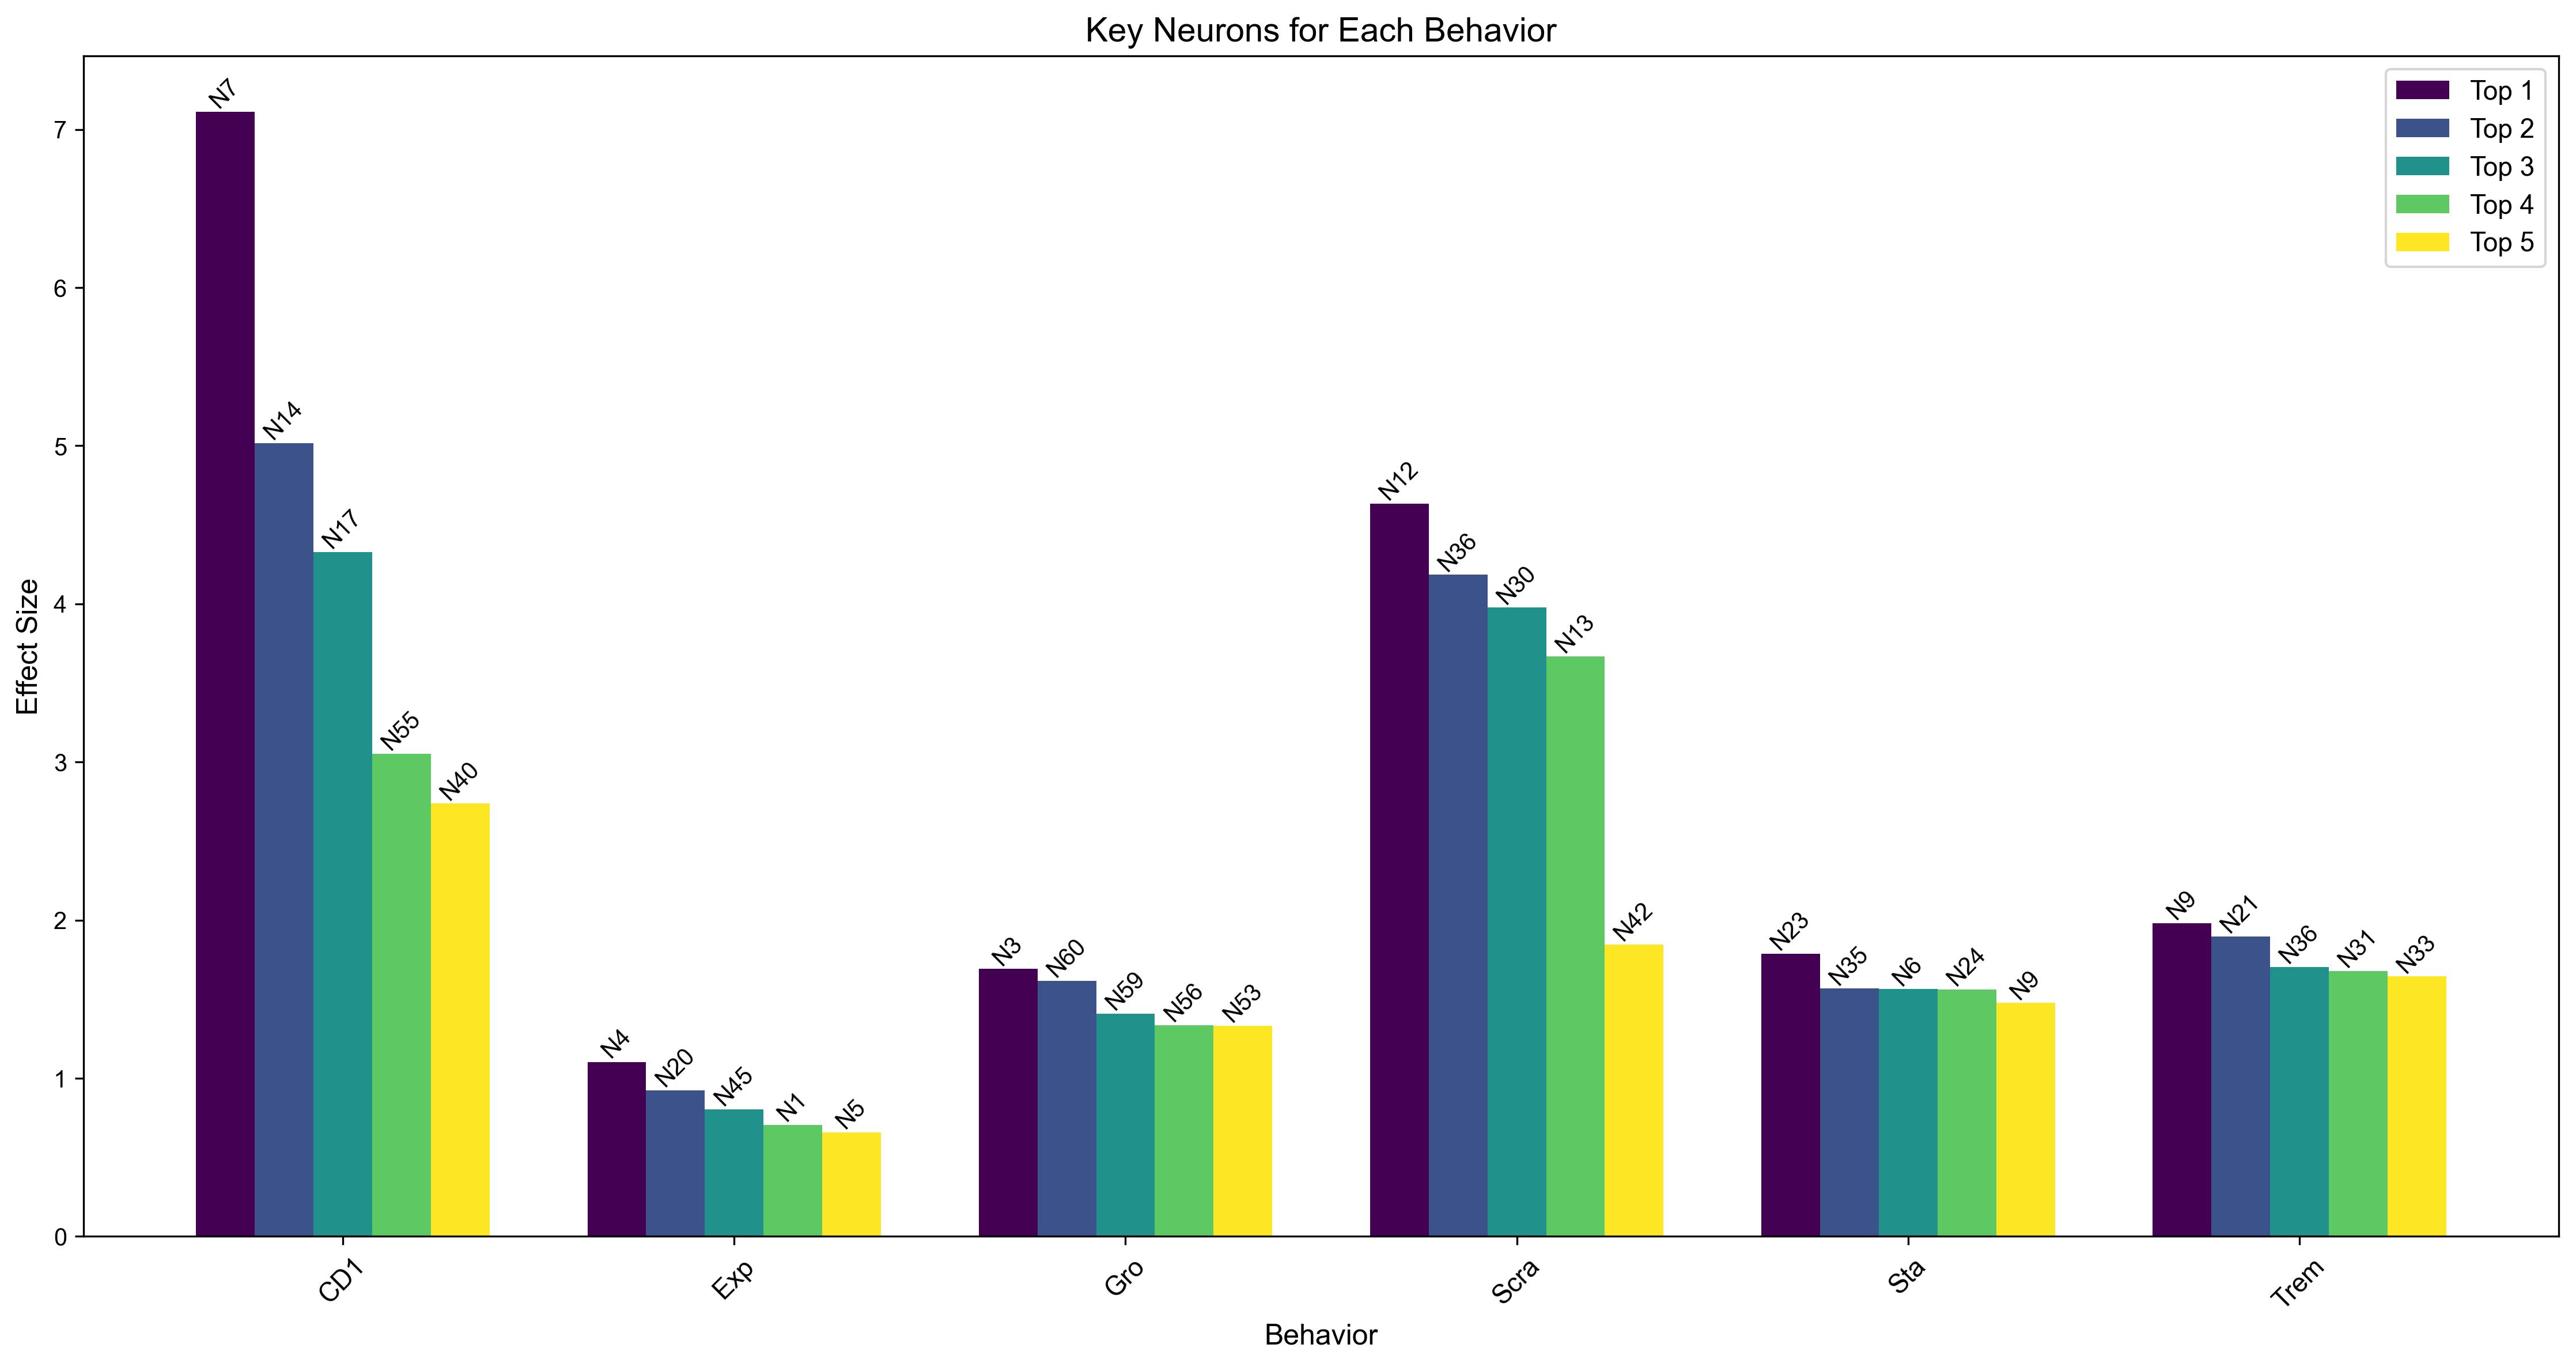 Key Neurons for Each Behavior
Top 1
Top 2
Top 3
Top 4
Top 5
Effect Size
7
6
5
4
3
2
1
0
N7
N14
N17
N55
N40
N4
N20
N45
N1
N5
N3
N60
N59
N56
N53
N12
N36
N30
N13
N42
N23
N35
N6
N24
N9
N9
N21
N36
N31
N33
CD1
Exp
Gro
Scra
Sta
Trem
Behavior